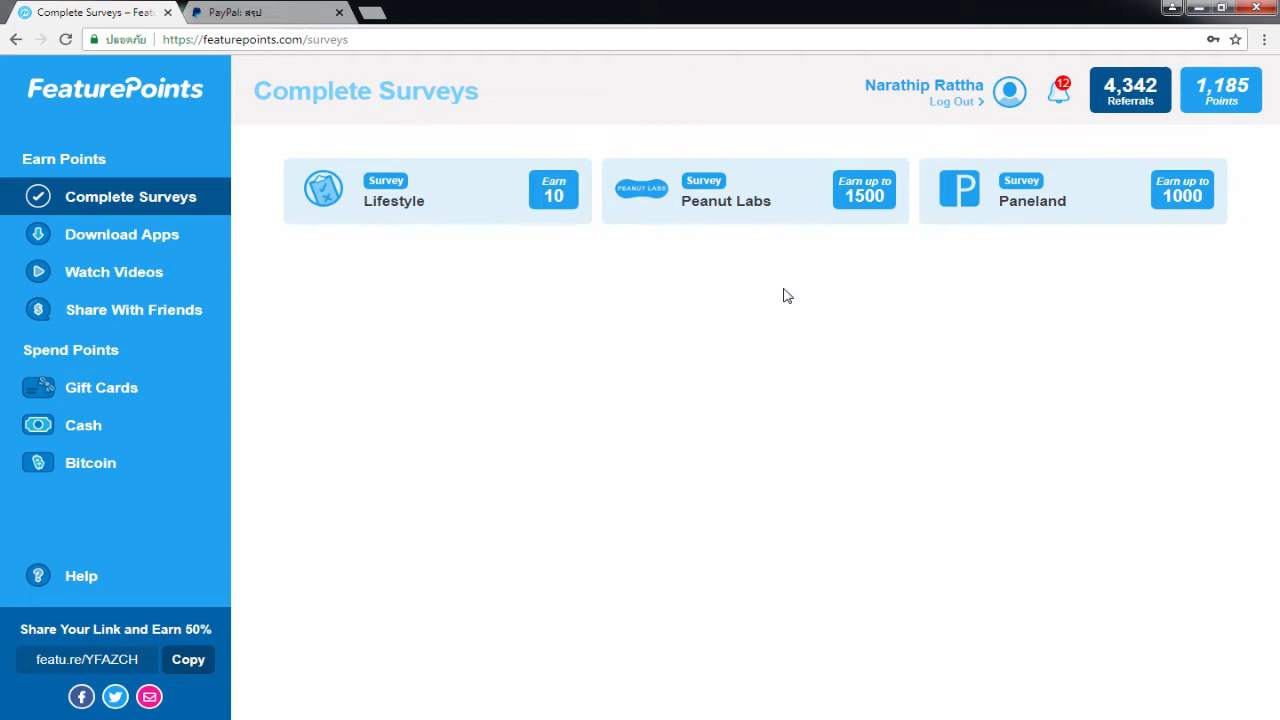 Complete Surveys – Feat
PayPal: สรุป
ปลอดภัย
https://featurepoints.com/surveys
FeaturePoints
Complete Surveys
Narathip Rattha
Log Out
12
4,342
Referrals
1,185
Points
Earn Points
Complete Surveys
Download Apps
Watch Videos
Share With Friends
Spend Points
Gift Cards
Cash
Bitcoin
Help
Share Your Link and Earn 50%
featu.re/YFAZCH
Copy
Survey
Lifestyle
Earn
10
PEANUT LABS
Survey
Peanut Labs
Earn up to
1500
P
Survey
Paneland
Earn up to
1000